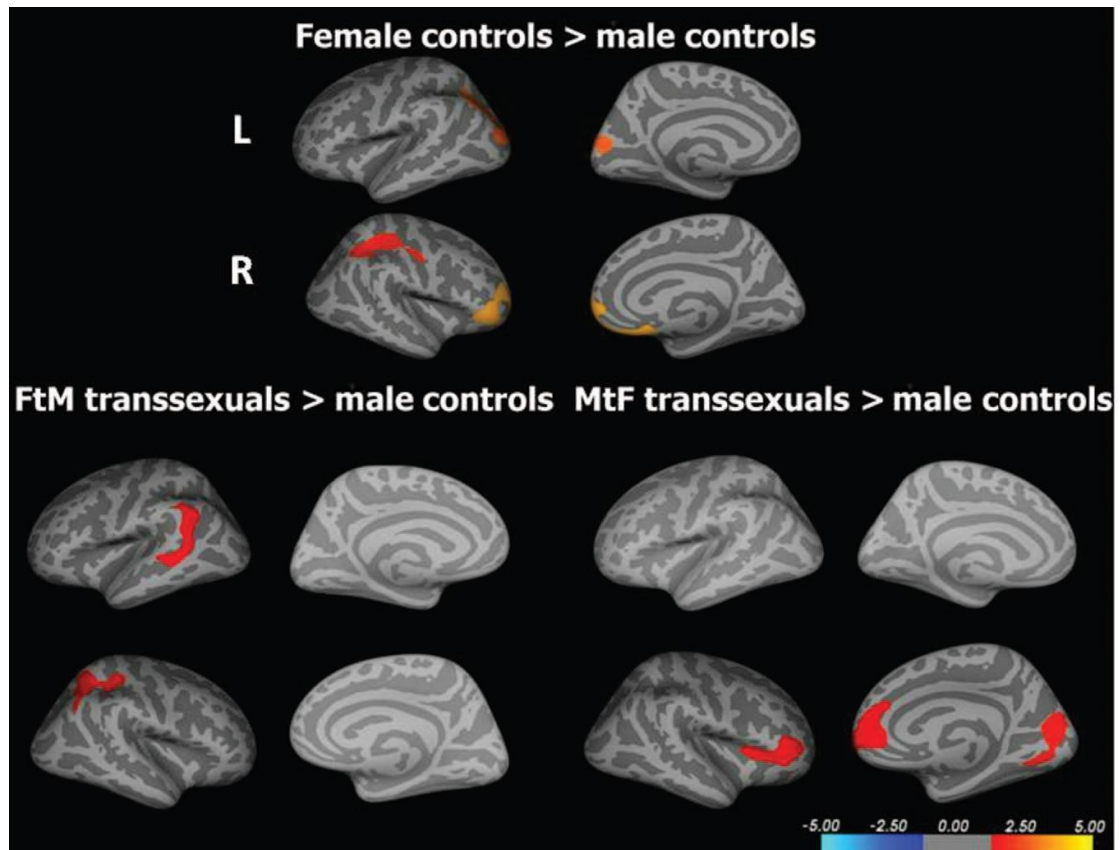 Female controls > male controls
L
R
FtM transsexuals > male controls
MtF transsexuals > male controls
-5.00 -2.50 0.00 2.50 5.00